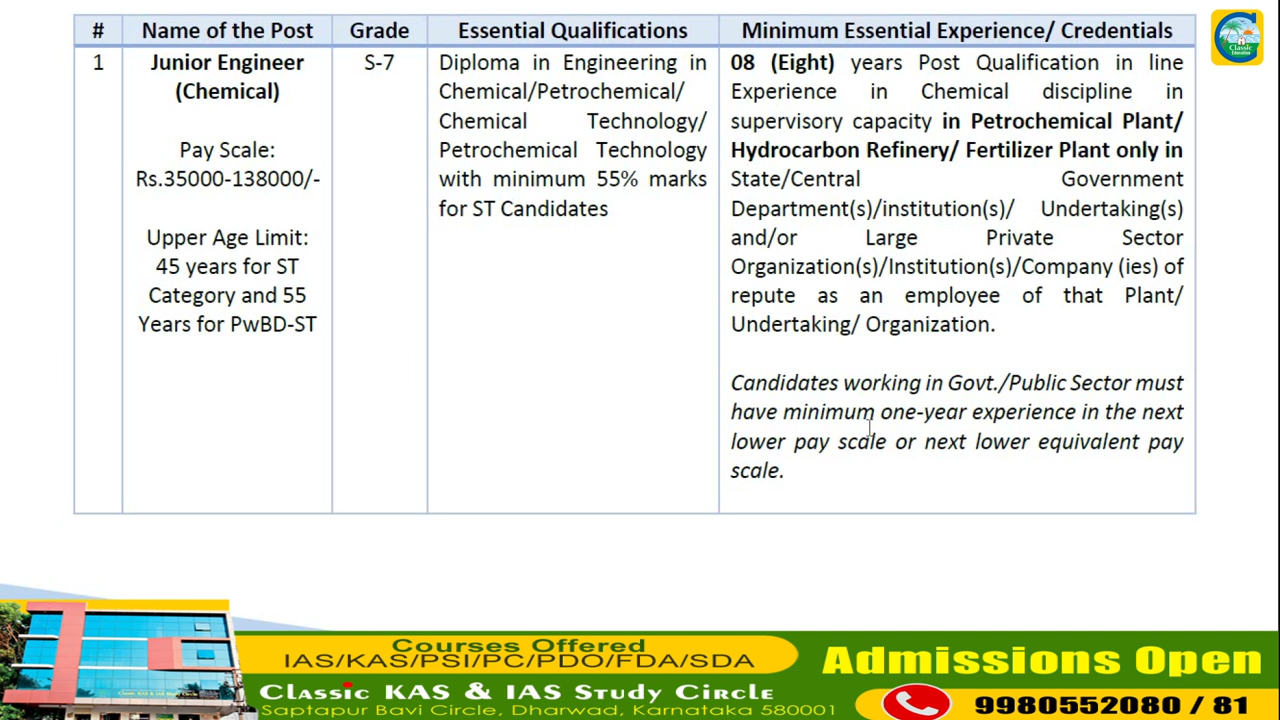 # Name of the Post Grade Essential Qualifications Minimum Essential Experience/ Credentials
1
Junior Engineer
(Chemical)
Pay Scale:
Rs.35000-138000/-
Upper Age Limit:
45 years for ST
Category and 55
Years for PwBD-ST
S-7
Diploma in Engineering in
Chemical/Petrochemical/
Chemical Technology/
Petrochemical Technology
with minimum 55% marks
for ST Candidates
08 (Eight) years Post Qualification in line
Experience in Chemical discipline in
supervisory capacity in Petrochemical Plant/
Hydrocarbon Refinery/ Fertilizer Plant only in
State/Central Government
Department(s)/institution(s)/ Undertaking(s)
and/or Large Private Sector
Organization(s)/Institution(s)/Company (ies) of
repute as an employee of that Plant/
Undertaking/ Organization.
Candidates working in Govt./Public Sector must
have minimum one-year experience in the next
lower pay scale or next lower equivalent pay
scale.
Classic
Education
Courses Offered
IAS/KAS/PSI/PC/PDO/FDA/SDA
Classic KAS & IAS Study Circle
Saptapur Bavi Circle, Dharwad, Karnataka 580001
Admissions Open
9980552080 / 81